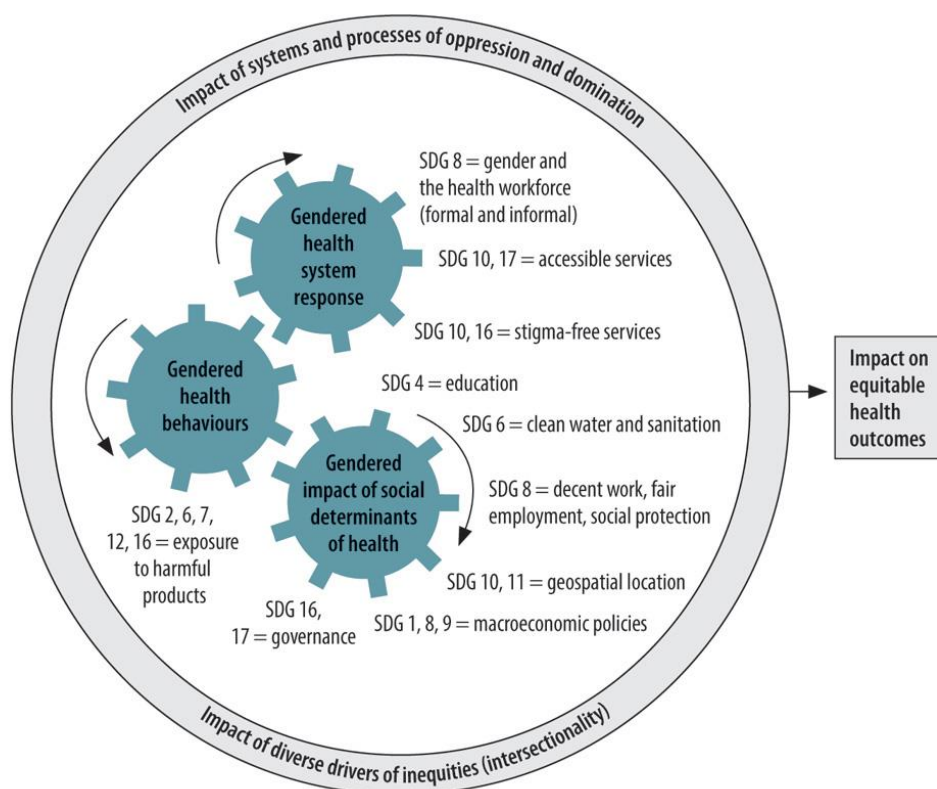 Impact of systems and processes of oppression and domination
Gendered
health
system
response
SDG 8 = gender and
the health workforce
(formal and informal)
SDG 10, 17 = accessible services
SDG 10, 16 = stigma-free services
Gendered
health
behaviours
SDG 2, 6, 7,
12, 16 = exposure
to harmful
products
Gendered
impact of social
determinants
of health
SDG 4 = education
SDG 6 = clean water and sanitation
SDG 8 = decent work, fair
employment, social protection
SDG 10, 11 = geospatial location
SDG 1, 8, 9 = macroeconomic policies
SDG 16,
17 = governance
Impact of diverse drivers of inequities (intersectionality)
Impact on
equitable
health
outcomes